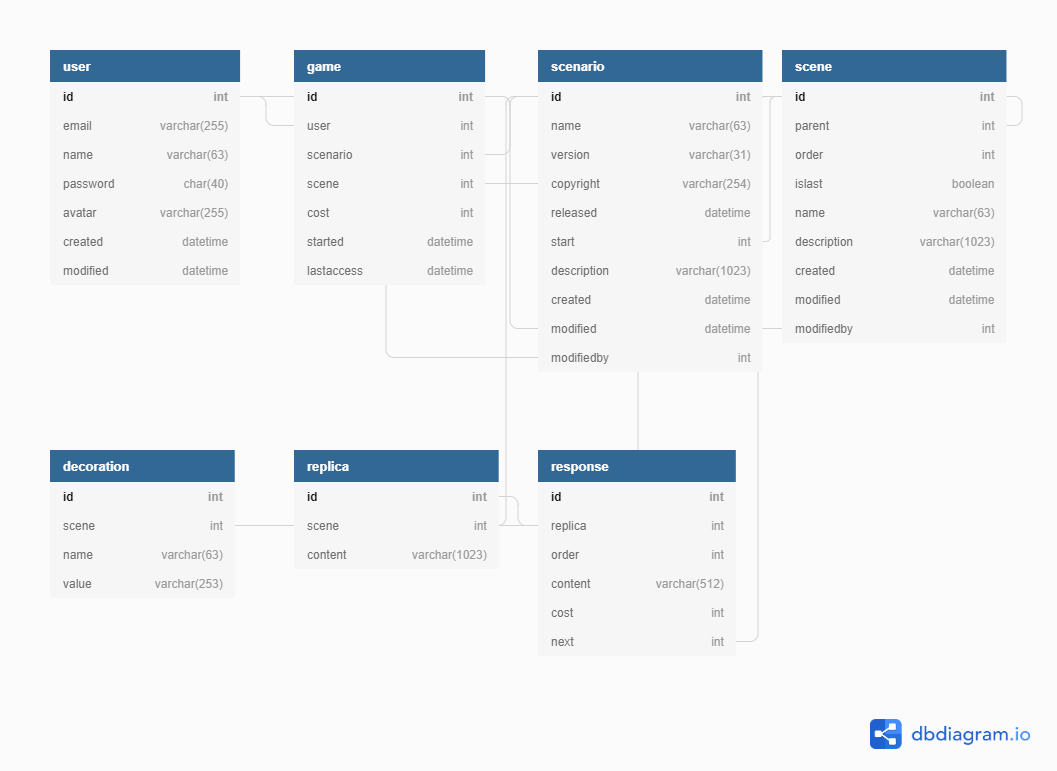 user
id int
email varchar(255)
name varchar(63)
password char(40)
avatar varchar(255)
created datetime
modified datetime
game
id int
user int
scenario int
scene int
cost int
started datetime
lastaccess datetime
scenario
id int
name varchar(63)
version varchar(31)
copyright varchar(254)
released datetime
start int
description varchar(1023)
created datetime
modified datetime
modifiedby int
scene
id int
parent int
order int
islast boolean
name varchar(63)
description varchar(1023)
created datetime
modified datetime
modifiedby int
decoration
id int
scene int
name varchar(63)
value varchar(253)
replica
id int
scene int
content varchar(1023)
response
id int
replica int
order int
content varchar(512)
cost int
next int
dbdiagram.io